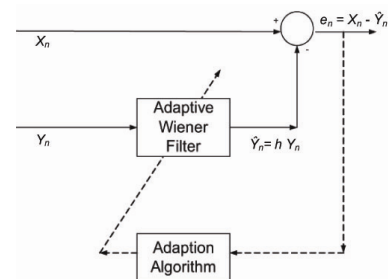 +
eₙ = Xₙ - Ŷₙ
Xₙ
-
Adaptive
Wiener
Filter
Yₙ
Ŷₙ = h Yₙ
Adaption
Algorithm